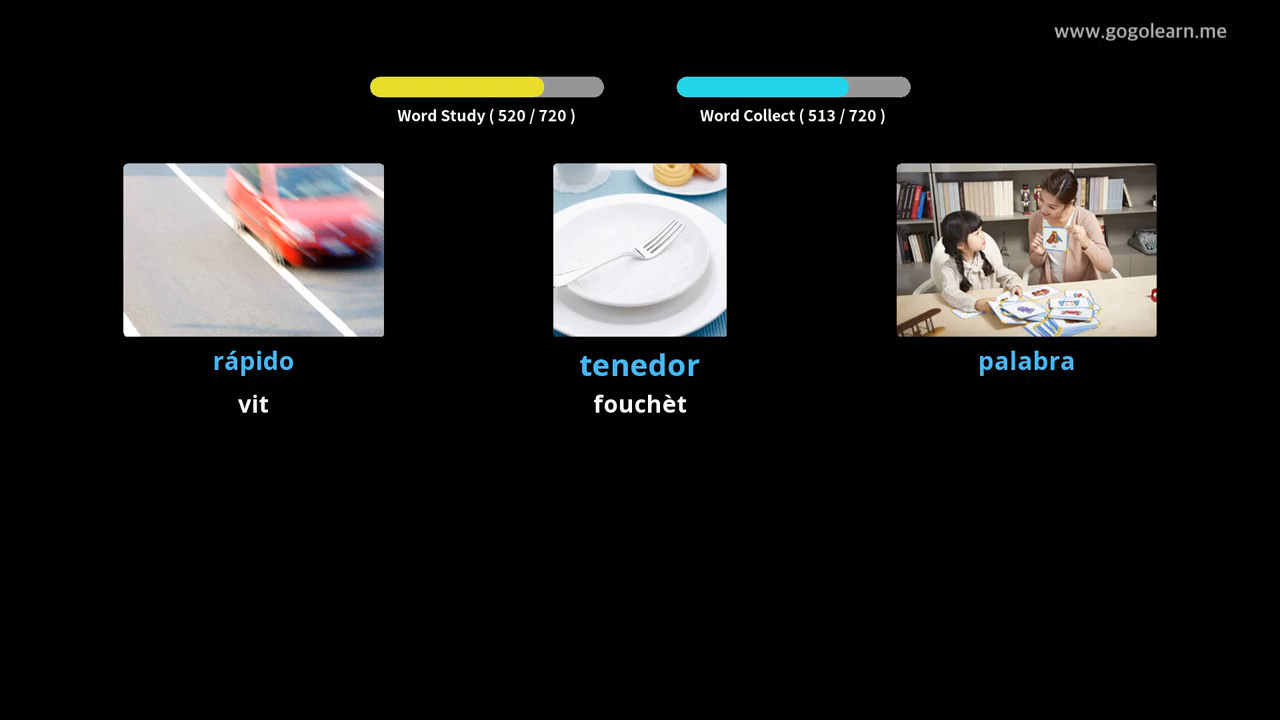 www.gogolearn.me
Word Study ( 520 / 720 )
Word Collect ( 513 / 720 )
rápido
tenedor
palabra
vit
fouchèt